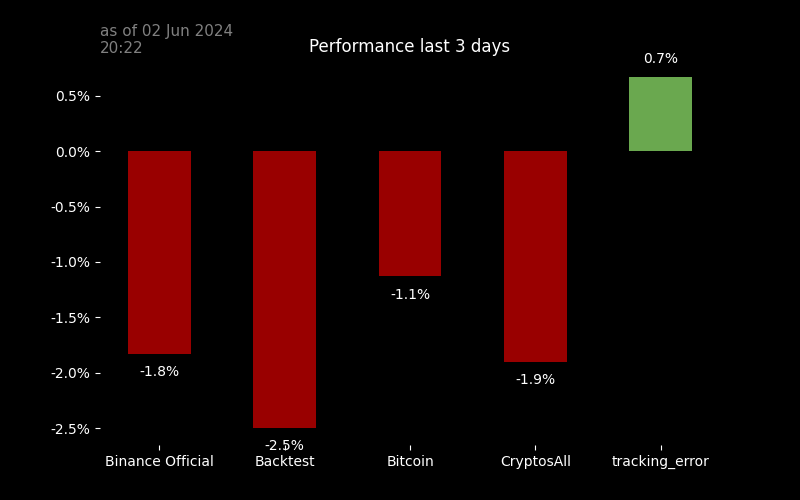 as of 02 Jun 2024
20:22
Performance last 3 days
0.7%
0.5%
0.0%
-0.5%
-1.0%
-1.5%
-2.0%
-2.5%
-1.8%
-2.5%
-1.1%
-1.9%
Binance Official
Backtest
Bitcoin
CryptosAll
tracking_error